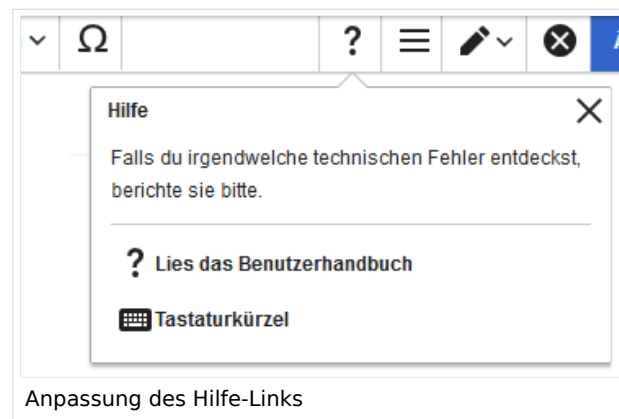 Ω ?
Hilfe
Falls du irgendwelche technischen Fehler entdeckst,
berichte sie bitte.
? Lies das Benutzerhandbuch
Tastaturkürzel
Anpassung des Hilfe-Links